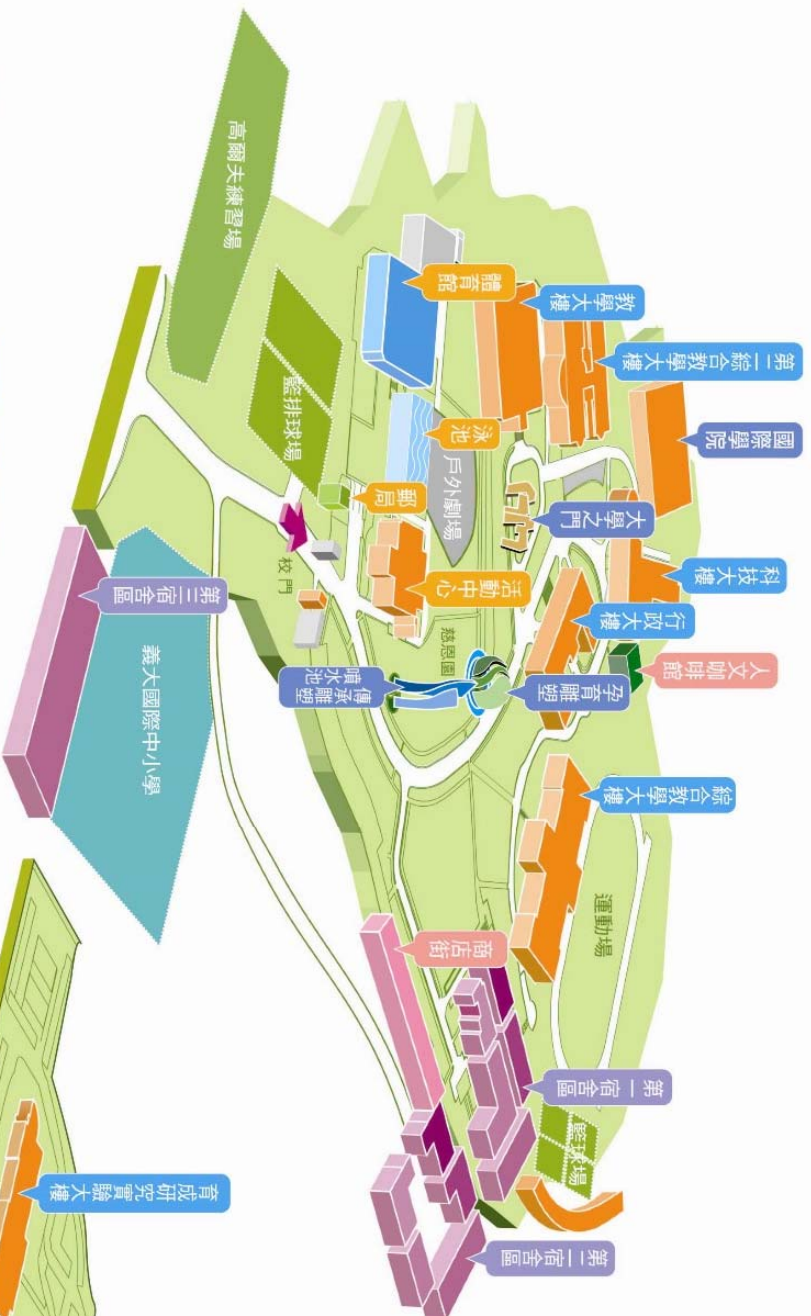 高爾夫練習場
體育館
教學大樓
第二綜合教學大樓
國際學院
籃排球場
泳池
戶外劇場
郵局
大學之門
校門
活動中心
科技大樓
行政大樓
人文咖啡館
第三宿舍區
義大國際中小學
慈恩園
傳承雕塑
噴水池
孕育雕塑
綜合教學大樓
運動場
商店街
第一宿舍區
籃球場
第二宿舍區
育成研究實驗大樓